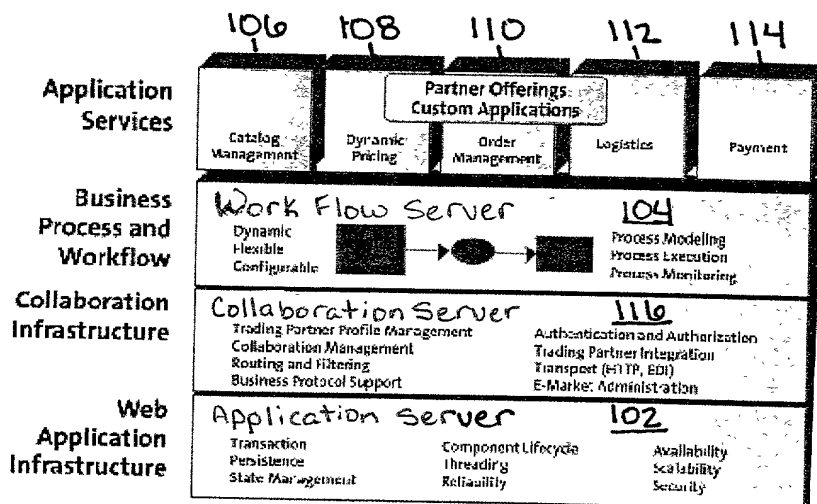 106 108 110 112 114
Application
Services
Partner Offerings
Custom Applications
Catalog
Management
Dynamic
Pricing
Order
Management
Logistics
Payment
Business
Process and
Workflow
Work Flow Server 104
Dynamic
Flexible
Configurable
Process Modeling
Process Execution
Process Monitoring
Collaboration
Infrastructure
Collaboration Server 116
Trading Partner Profile Management
Collaboration Management
Routing and Filtering
Business Protocol Support
Authentication and Authorization
Trading Partner Integration
Transport (HTTP, EDI)
E-Market Administration
Web
Application
Infrastructure
Application Server 102
Transaction
Persistence
State Management
Component Lifecycle
Threading
Reliability
Availability
Scalability
Security